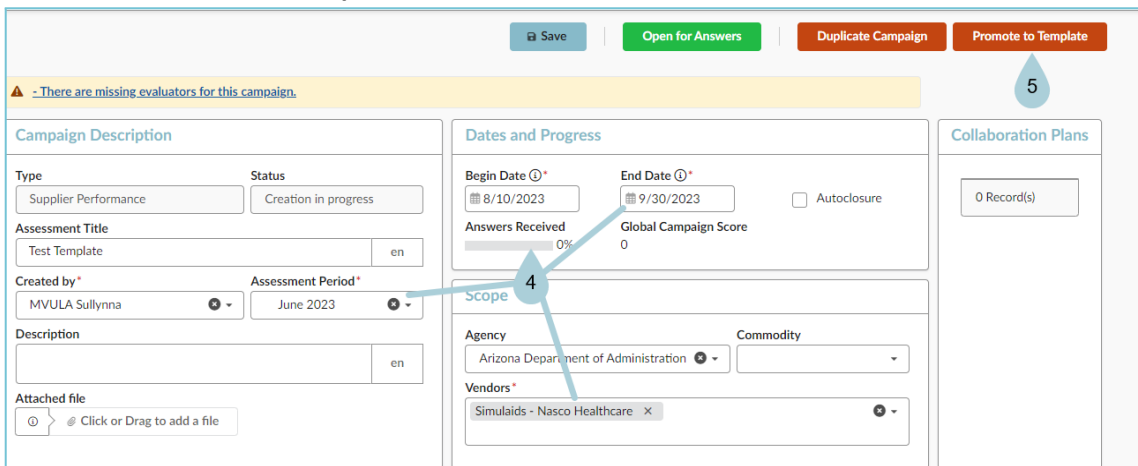 Save
Open for Answers
Duplicate Campaign
Promote to Template
5
- There are missing evaluators for this campaign.
Campaign Description
Type
Status
Supplier Performance
Creation in progress
Assessment Title
Test Template
en
Created by*
Assessment Period*
MVULA Sullynna
June 2023
Description
en
Attached file
Click or Drag to add a file
Dates and Progress
Begin Date *
End Date *
8/10/2023
9/30/2023
Autoclosure
Answers Received
Global Campaign Score
0%
0
4
Scope
Agency
Commodity
Arizona Department of Administration
Vendors*
Simulaids - Nasco Healthcare ×
Collaboration Plans
0 Record(s)